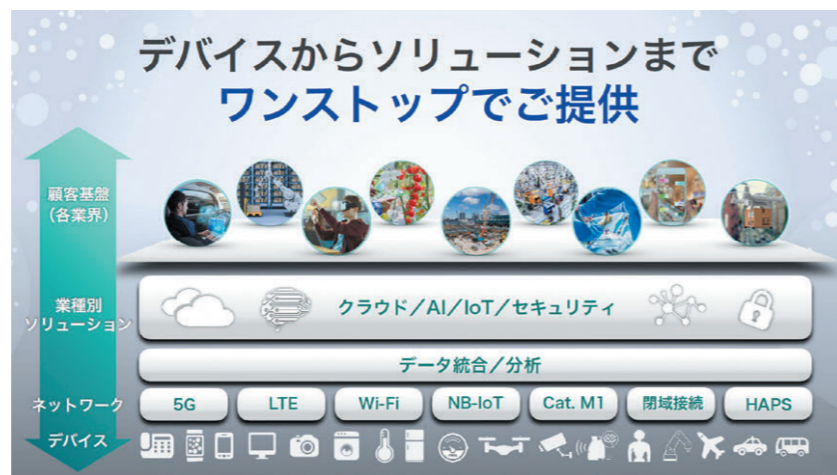 デバイスからソリューションまで
ワンストップでご提供
顧客基盤
（各業界）
業種別
ソリューション
クラウド／AI／IoT／セキュリティ
データ統合／分析
ネットワーク
5G
LTE
Wi-Fi
NB-IoT
Cat. M1
閉域接続
HAPS
デバイス